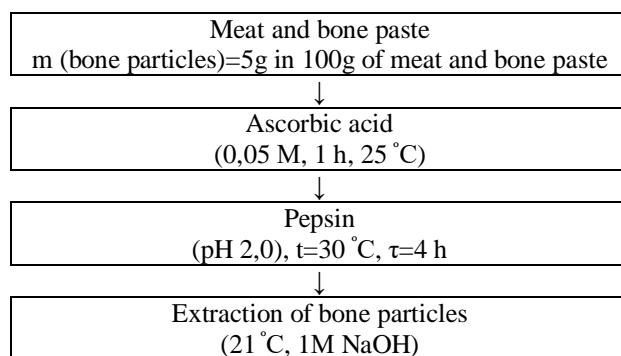 Meat and bone paste
m (bone particles)=5g in 100g of meat and bone paste
↓
Ascorbic acid
(0,05 M, 1 h, 25 ˚C)
↓
Pepsin
(pH 2,0), t=30 ˚C, τ=4 h
↓
Extraction of bone particles
(21 ˚C, 1M NaOH)